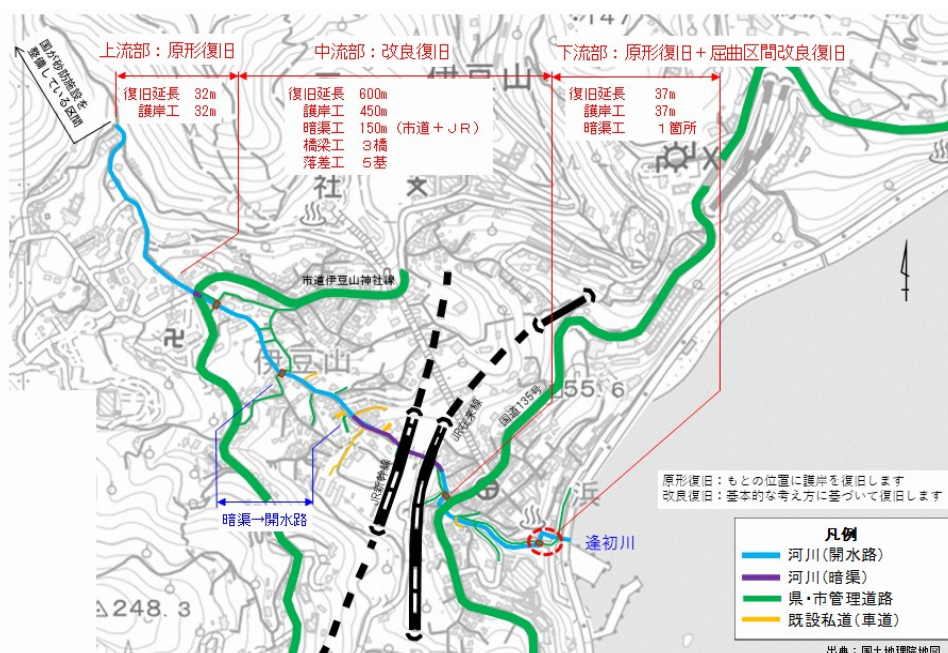 上流部：原形復旧
中流部：改良復旧
下流部：原形復旧＋屈曲区間改良復旧
国が砂防施設を
整備している区間
復旧延長 32m
護岸工 32m
復旧延長 600m
護岸工 450m
暗渠工 150m（市道＋JR）
橋梁工 3橋
落差工 5基
復旧延長 37m
護岸工 37m
暗渠工 1箇所
147
伊豆山
社
市道伊豆山神社線
伊豆山
55.6
国道135号
JR在来線
JR新幹線
浜
暗渠→開水路
逢初川
△248.3
原形復旧：もとの位置に護岸を復旧します
改良復旧：基本的な考え方に基づいて復旧します
凡例
河川(開水路)
河川(暗渠)
県・市管理道路
既設私道(車道)
出典：国土地理院地図